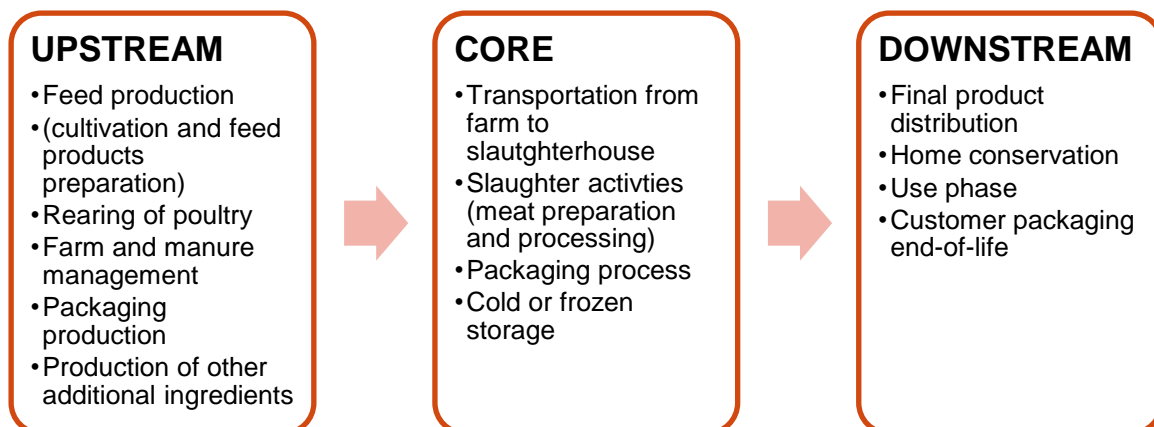 UPSTREAM
•Feed production
•(cultivation and feed
products
preparation)
•Rearing of poultry
•Farm and manure
management
•Packaging
production
•Production of other
additional ingredients
CORE
•Transportation from
farm to
slautghterhouse
•Slaughter activties
(meat preparation
and processing)
•Packaging process
•Cold or frozen
storage
DOWNSTREAM
•Final product
distribution
•Home conservation
•Use phase
•Customer packaging
end-of-life